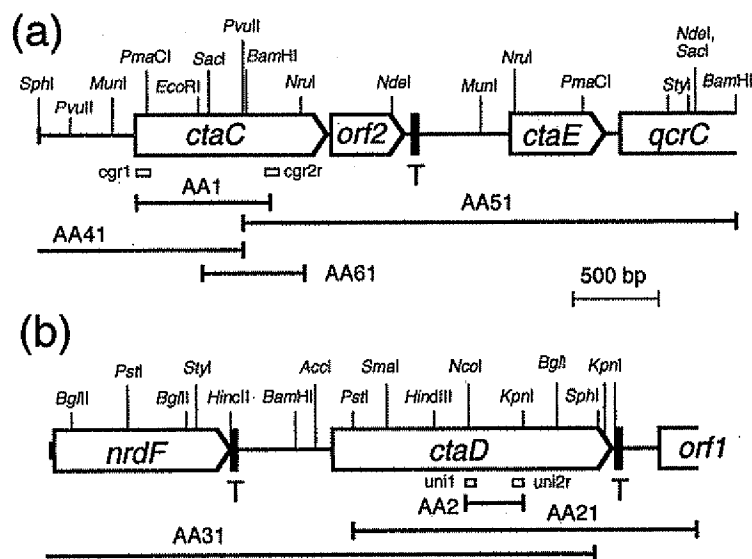 (a)
PvuII
NdeI,
SacI
PmaCI SacI BamHI NruI
SphI MunI EcoRI NruI NdeI MunI PmaCI StyI BamHI
PvuII
ctaC orf2 ctaE qcrC
cgr1 cgr2r T
AA1 AA51
AA41
AA61 500 bp
(b)
StyI AccI SmaI NcoI BglI KpnI
PstI
BglII BglII HincII BamHI PstI HindIII KpnI SphI
nrdF ctaD orf1
T uni1 uni2r T
AA2 AA21
AA31